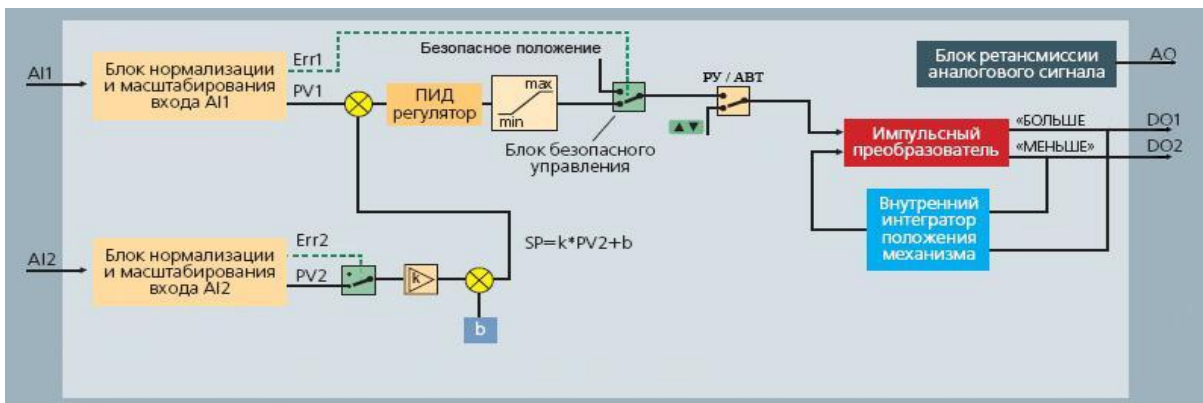 AI1
Блок нормализации
и масштабирования
входа AI1
Err1
PV1
ПИД
регулятор
max
min
Безопасное положение
Блок безопасного
управления
РУ / АВТ
▲▼
Блок ретансмиссии
аналогового сигнала
AO
Импульсный
преобразователь
«БОЛЬШЕ
«МЕНЬШЕ»
DO1
DO2
Внутренний
интегратор
положения
механизма
AI2
Блок нормализации
и масштабирования
входа AI2
Err2
PV2
k
b
SP=k*PV2+b